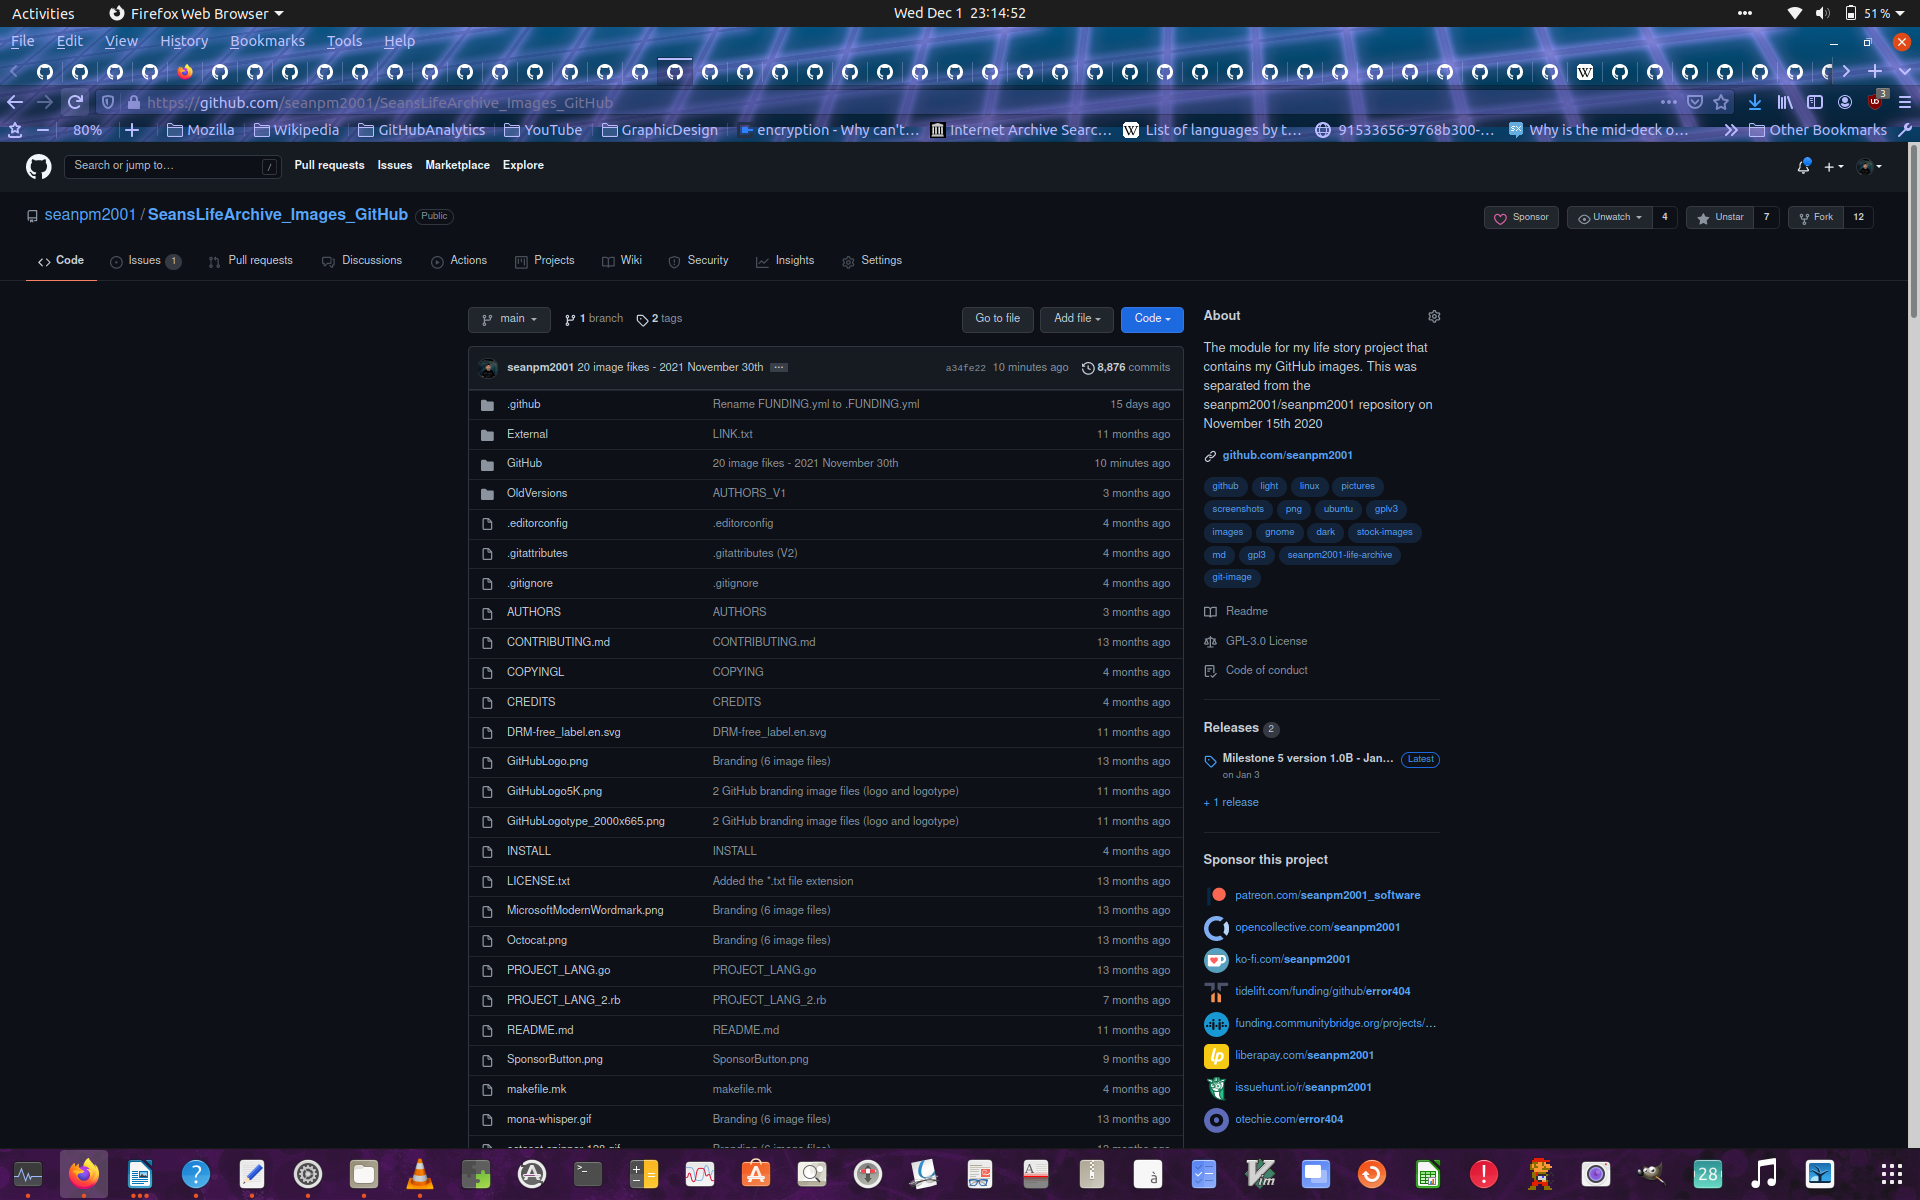 Activities Firefox Web Browser Wed Dec 1 23:14:52 51 %
File Edit View History Bookmarks Tools Help
https://github.com/seanpm2001/SeansLifeArchive_Images_GitHub 3
80% Mozilla Wikipedia GitHubAnalytics YouTube GraphicDesign encryption - Why can't… Internet Archive Searc… List of languages by t… 91533656-9768b300-… Why is the mid-deck o… Other Bookmarks
Search or jump to… / Pull requests Issues Marketplace Explore
seanpm2001 / SeansLifeArchive_Images_GitHub Public Sponsor Unwatch 4 Unstar 7 Fork 12
Code Issues 1 Pull requests Discussions Actions Projects Wiki Security Insights Settings
main 1 branch 2 tags Go to file Add file Code
seanpm2001 20 image fikes - 2021 November 30th ... a34fe22 10 minutes ago 8,876 commits
.github Rename FUNDING.yml to .FUNDING.yml 15 days ago
External LINK.txt 11 months ago
GitHub 20 image fikes - 2021 November 30th 10 minutes ago
OldVersions AUTHORS_V1 3 months ago
.editorconfig .editorconfig 4 months ago
.gitattributes .gitattributes (V2) 4 months ago
.gitignore .gitignore 4 months ago
AUTHORS AUTHORS 3 months ago
CONTRIBUTING.md CONTRIBUTING.md 13 months ago
COPYINGL COPYING 4 months ago
CREDITS CREDITS 4 months ago
DRM-free_label.en.svg DRM-free_label.en.svg 11 months ago
GitHubLogo.png Branding (6 image files) 13 months ago
GitHubLogo5K.png 2 GitHub branding image files (logo and logotype) 11 months ago
GitHubLogotype_2000x665.png 2 GitHub branding image files (logo and logotype) 11 months ago
INSTALL INSTALL 4 months ago
LICENSE.txt Added the *.txt file extension 13 months ago
MicrosoftModernWordmark.png Branding (6 image files) 13 months ago
Octocat.png Branding (6 image files) 13 months ago
PROJECT_LANG.go PROJECT_LANG.go 13 months ago
PROJECT_LANG_2.rb PROJECT_LANG_2.rb 7 months ago
README.md README.md 11 months ago
SponsorButton.png SponsorButton.png 9 months ago
makefile.mk makefile.mk 4 months ago
mona-whisper.gif Branding (6 image files) 13 months ago
About
The module for my life story project that
contains my GitHub images. This was
separated from the
seanpm2001/seanpm2001 repository on
November 15th 2020
github.com/seanpm2001
github light linux pictures
screenshots png ubuntu gplv3
images gnome dark stock-images
md gpl3 seanpm2001-life-archive
git-image
Readme
GPL-3.0 License
Code of conduct
Releases 2
Milestone 5 version 1.0B - Jan... Latest
on Jan 3
+ 1 release
Sponsor this project
patreon.com/seanpm2001_software
opencollective.com/seanpm2001
ko-fi.com/seanpm2001
tidelift.com/funding/github/error404
funding.communitybridge.org/projects/…
liberapay.com/seanpm2001
issuehunt.io/r/seanpm2001
otechie.com/error404
28